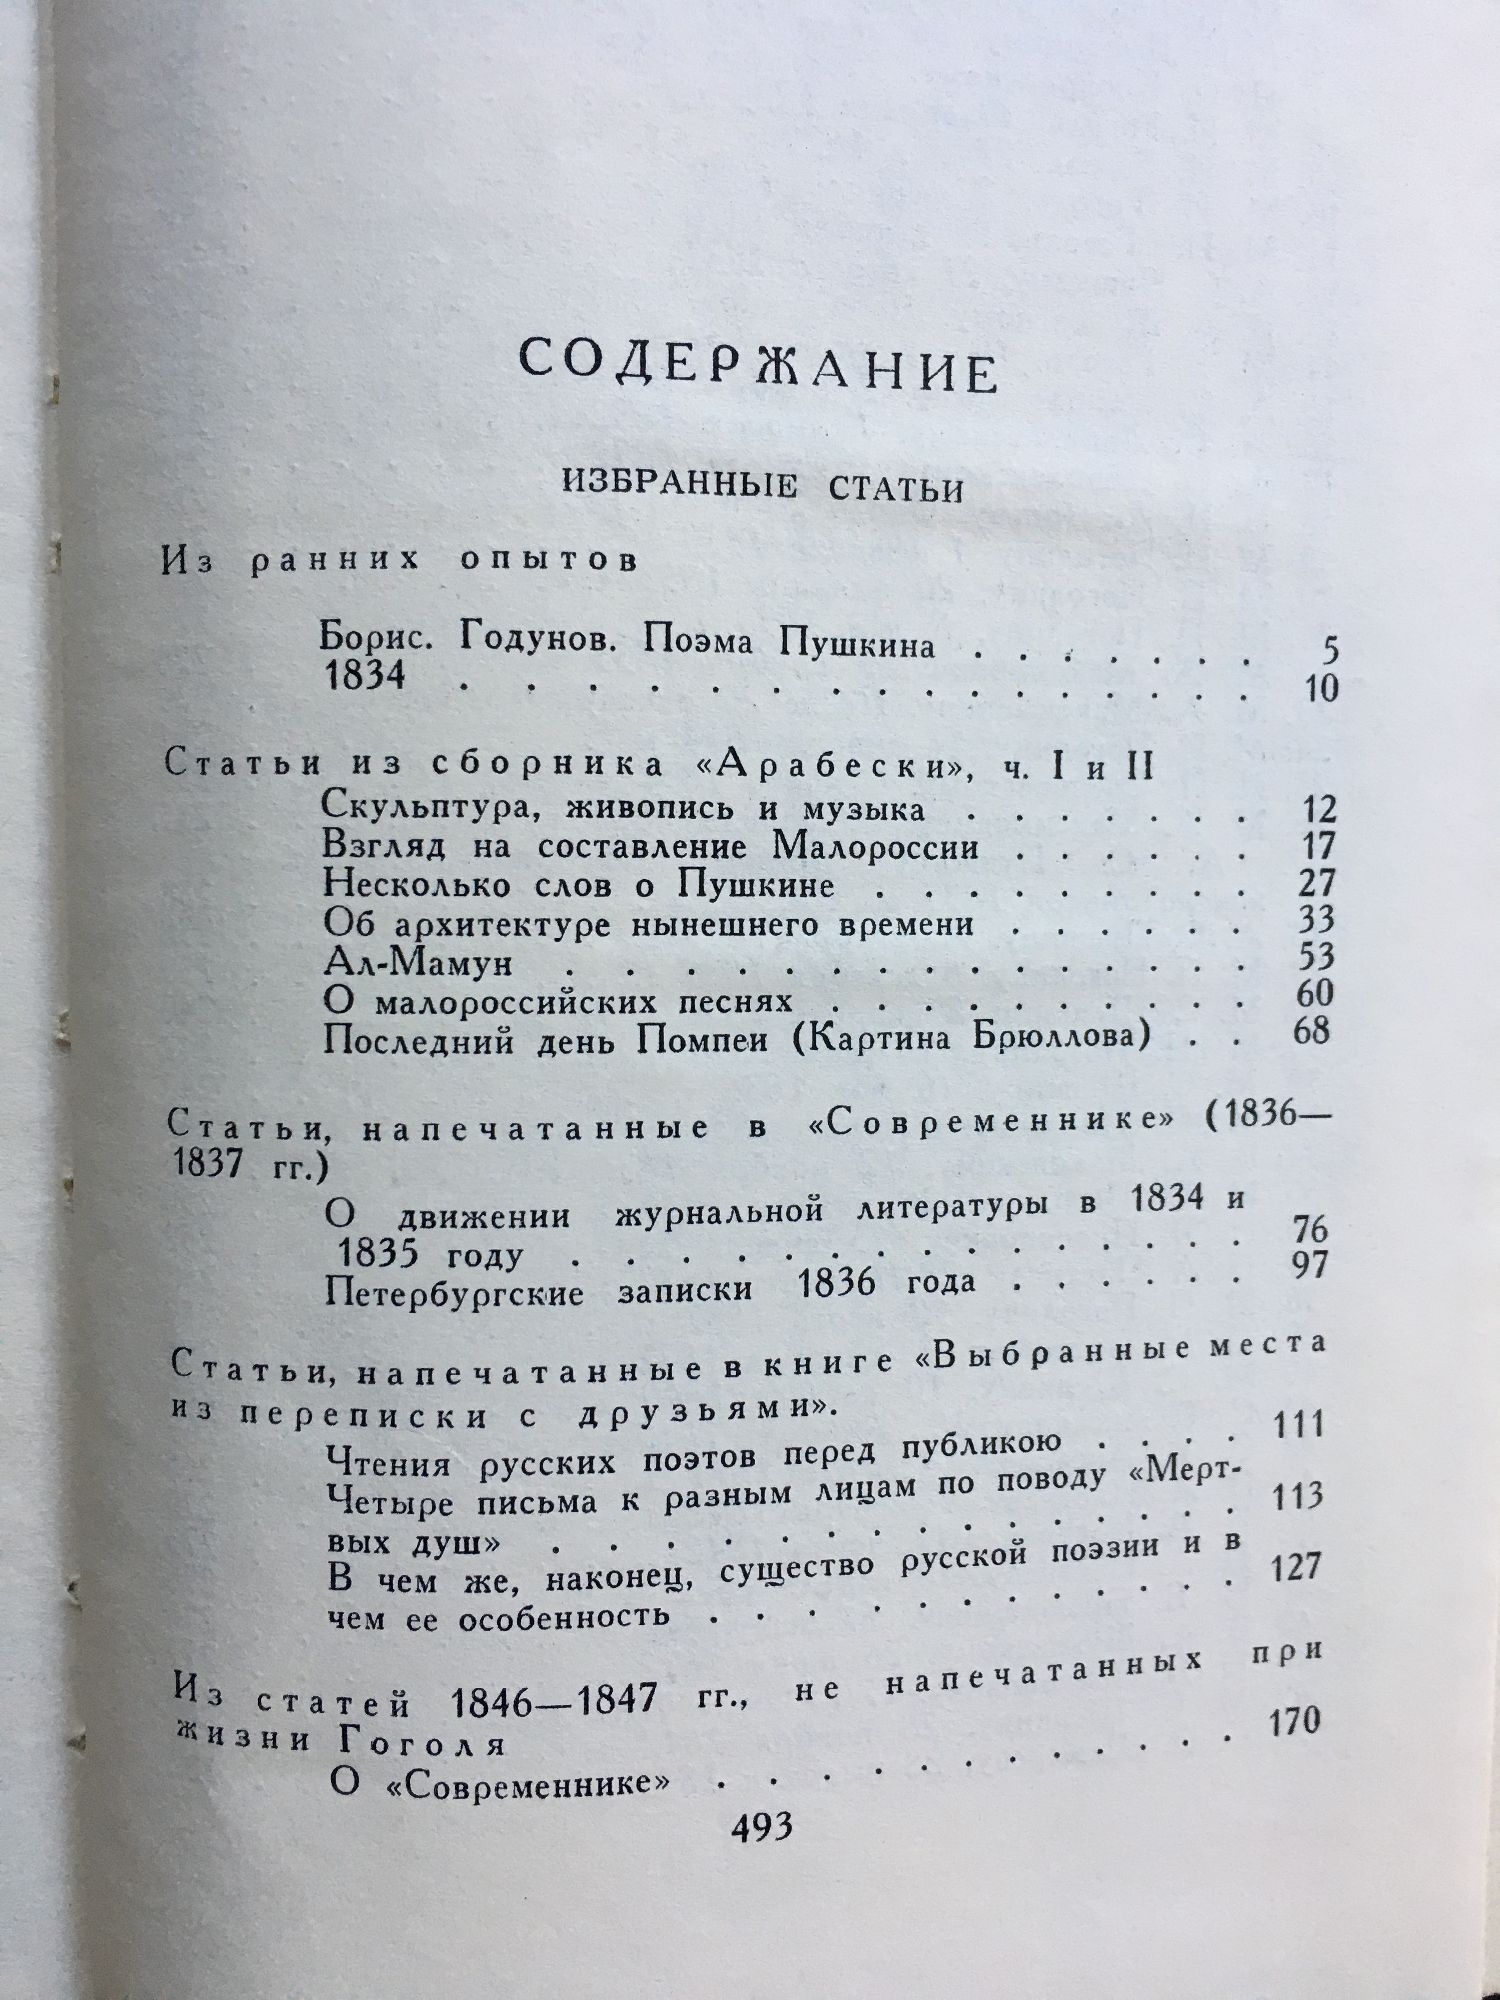 СОДЕРЖАНИЕ
ИЗБРАННЫЕ СТАТЬИ
Из ранних опытов
Борис. Годунов. Поэма Пушкина . . . . . . . 5
1834 . . . . . . . . . . . . . . 10
Статьи из сборника «Арабески», ч. I и II
Скульптура, живопись и музыка . . . . . . . 12
Взгляд на составление Малороссии . . . . . . 17
Несколько слов о Пушкине . . . . . . . . . 27
Об архитектуре нынешнего времени . . . . . . 33
Ал-Мамун . . . . . . . . . . . . 53
О малороссийских песнях . . . . . . . . . . 60
Последний день Помпеи (Картина Брюллова) . . 68
Статьи, напечатанные в «Современнике» (1836—
1837 гг.)
О движении журнальной литературы в 1834 и
1835 году . . . . . . . . . . . . . . 76
Петербургские записки 1836 года . . . . . . 97
Статьи, напечатанные в книге «Выбранные места
из переписки с друзьями».
Чтения русских поэтов перед публикою . . . . 111
Четыре письма к разным лицам по поводу «Мерт-
вых душ» . . . . . . . . . . . . . 113
В чем же, наконец, существо русской поэзии и в
чем ее особенность . . . . . . . . . . . 127
Из статей 1846—1847 гг., не напечатанных при
жизни Гоголя
О «Современнике» . . . . . . . . . . . 170
493